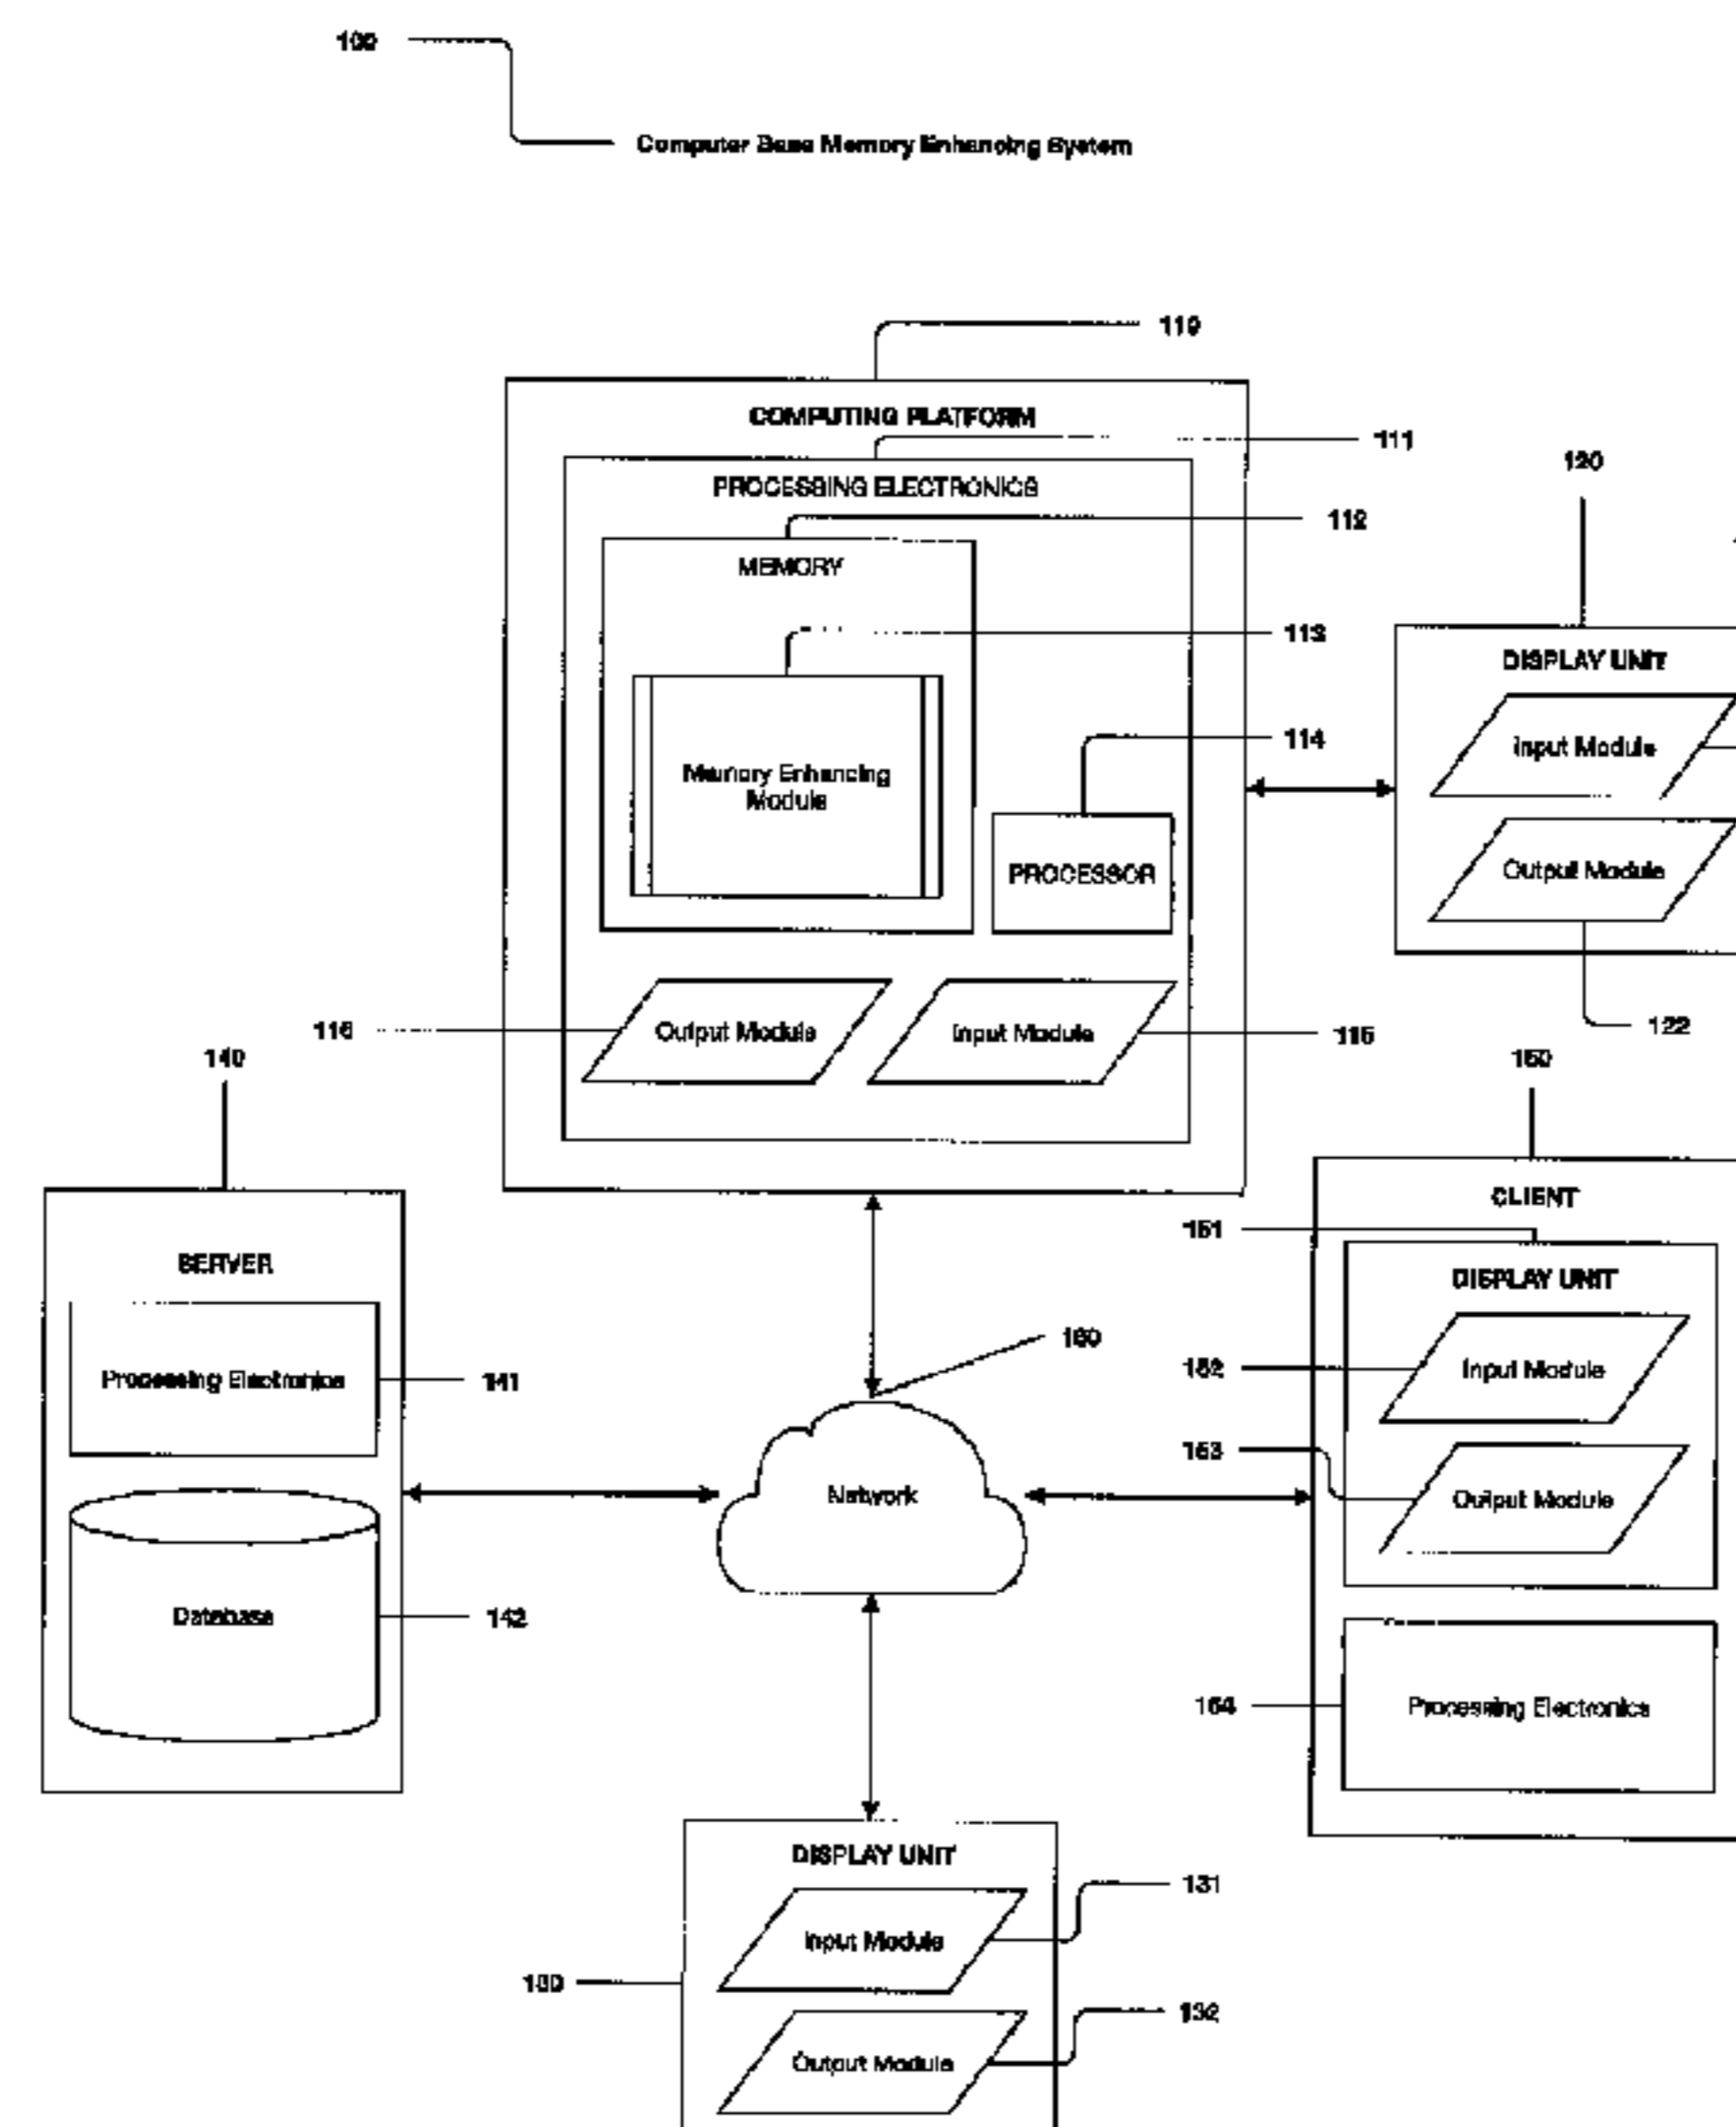 100
Computer Base Memory Enhancing System
110
COMPUTING PLATFORM
111
PROCESSING ELECTRONICS
120
112
MEMORY
113
DISPLAY UNIT
114
Input Module
Memory Enhancing
Module
PROCESSOR
Output Module
116
Output Module
Input Module
115
122
140
150
CLIENT
151
SERVER
DISPLAY UNIT
160
Processing Electronics
141
152
Input Module
153
Network
Output Module
Database
142
154
Processing Electronics
DISPLAY UNIT
131
Input Module
130
132
Output Module